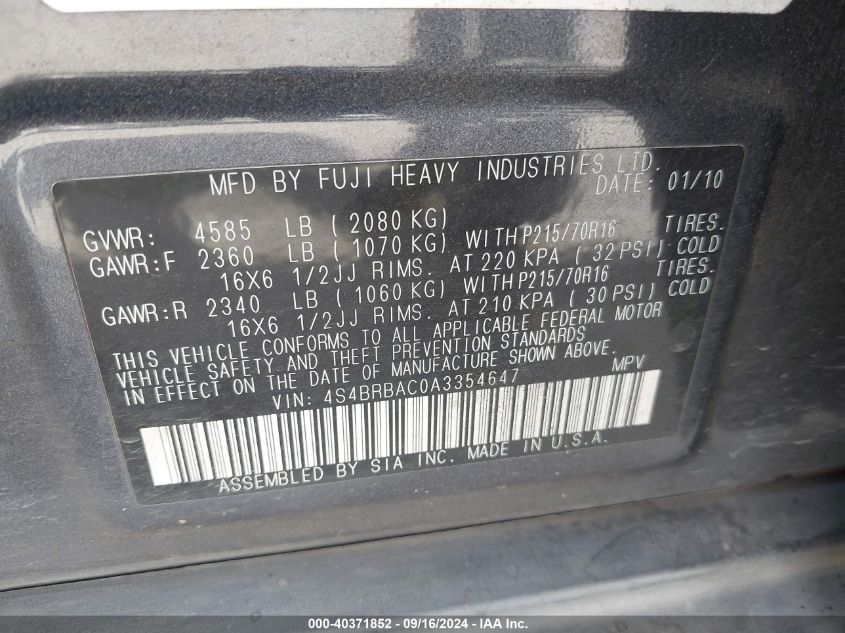 MFD BY FUJI HEAVY INDUSTRIES LTD.
DATE: 01/10
GVWR: 4585 LB ( 2080 KG)
GAWR:F 2360 LB ( 1070 KG) WITH P215/70R16 TIRES.
16X6 1/2JJ RIMS. AT 220 KPA ( 32 PSI) COLD
GAWR:R 2340 LB ( 1060 KG) WITH P215/70R16 TIRES.
16X6 1/2JJ RIMS. AT 210 KPA ( 30 PSI) COLD
THIS VEHICLE CONFORMS TO ALL APPLICABLE FEDERAL MOTOR
VEHICLE SAFETY AND THEFT PREVENTION STANDARDS
IN EFFECT ON THE DATE OF MANUFACTURE SHOWN ABOVE.
VIN: 4S4BRBAC0A3354647 MPV
ASSEMBLED BY SIA INC. MADE IN U.S.A.
000-40371852 - 09/16/2024 - IAA Inc.